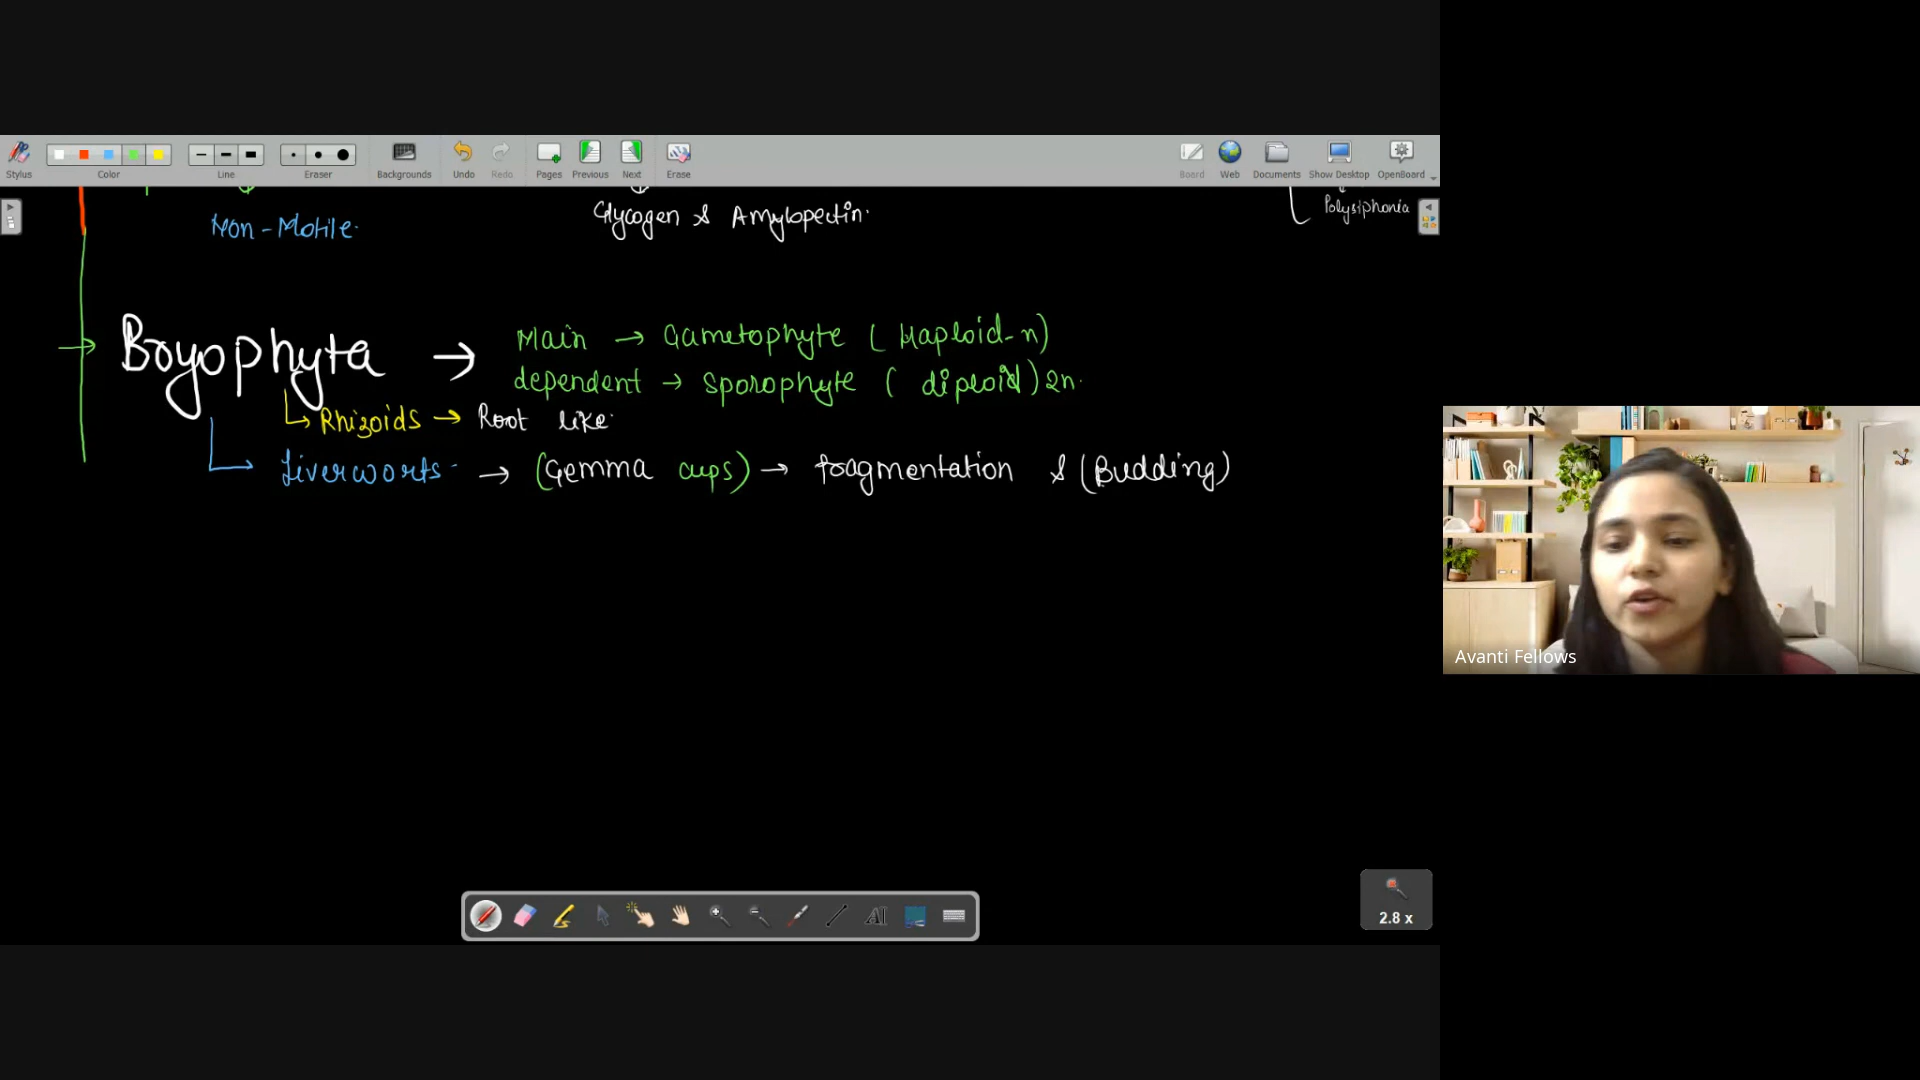 Stylus
Color
Line
Eraser
Backgrounds
Undo
Redo
Pages
Previous
Next
Erase
Board
Web
Documents
Show Desktop
OpenBoard
Non-Motile.
Glycogen & Amylopectin.
Polysiphonia
Boyophyta → Main → Gametophyte (Haploid-n)
dependent → Sporophyte (diploid) 2n.
Rhizoids → Root like.
Liverworts. → (Gemma cups) → fragmentation & (Budding)
Avanti Fellows
2.8 x